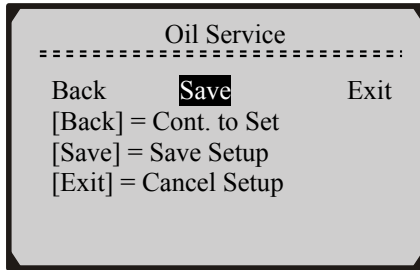 Oil Service
Back Save Exit
[Back] = Cont. to Set
[Save] = Save Setup
[Exit] = Cancel Setup